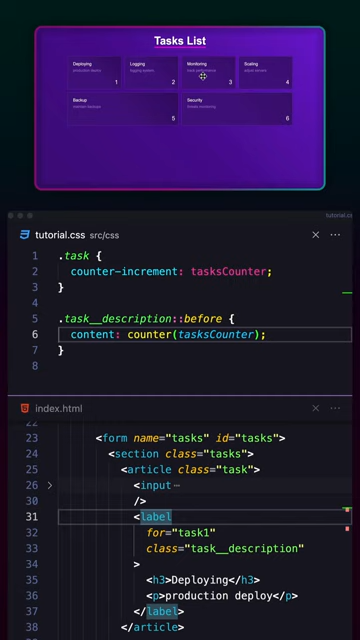 Tasks List
Deploying
production deploy
1
Logging
logging system
2
Monitoring
3
Scaling
adjust servers
4
Backup
5
Security
6
tutorial.css
tutorial.css src/css
1 .task {
2 counter-increment: tasksCounter;
3 }
4
5 .task__description::before {
6 content: counter(tasksCounter);
7 }
8
index.html
22
23 <form name="tasks" id="tasks">
24 <section class="tasks">
25 <article class="task">
26 <input
30 />
31 <label
32 for="task1"
33 class="task__description"
34 >
35 <h3>Deploying</h3>
36 <p>production deploy</p>
37 </label>
38 </article>